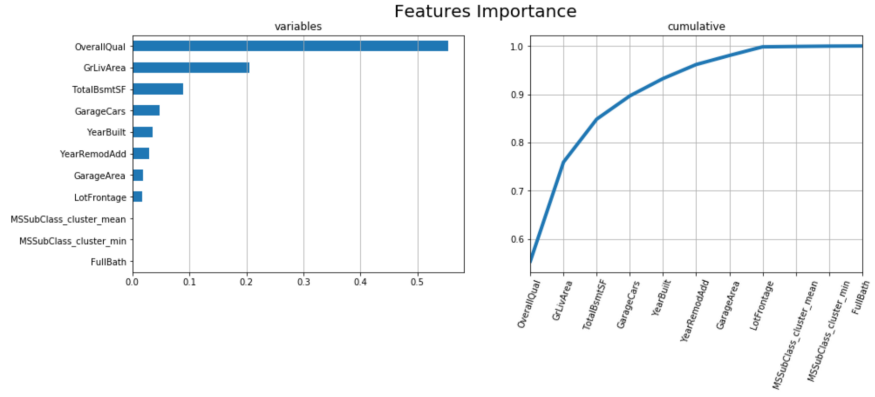 Features Importance
variables
OverallQual
GrLivArea
TotalBsmtSF
GarageCars
YearBuilt
YearRemodAdd
GarageArea
LotFrontage
MSSubClass_cluster_mean
MSSubClass_cluster_min
FullBath
0.0 0.1 0.2 0.3 0.4 0.5
cumulative
1.0
0.9
0.8
0.7
0.6
OverallQual
GrLivArea
TotalBsmtSF
GarageCars
YearBuilt
YearRemodAdd
GarageArea
LotFrontage
MSSubClass_cluster_mean
MSSubClass_cluster_min
FullBath